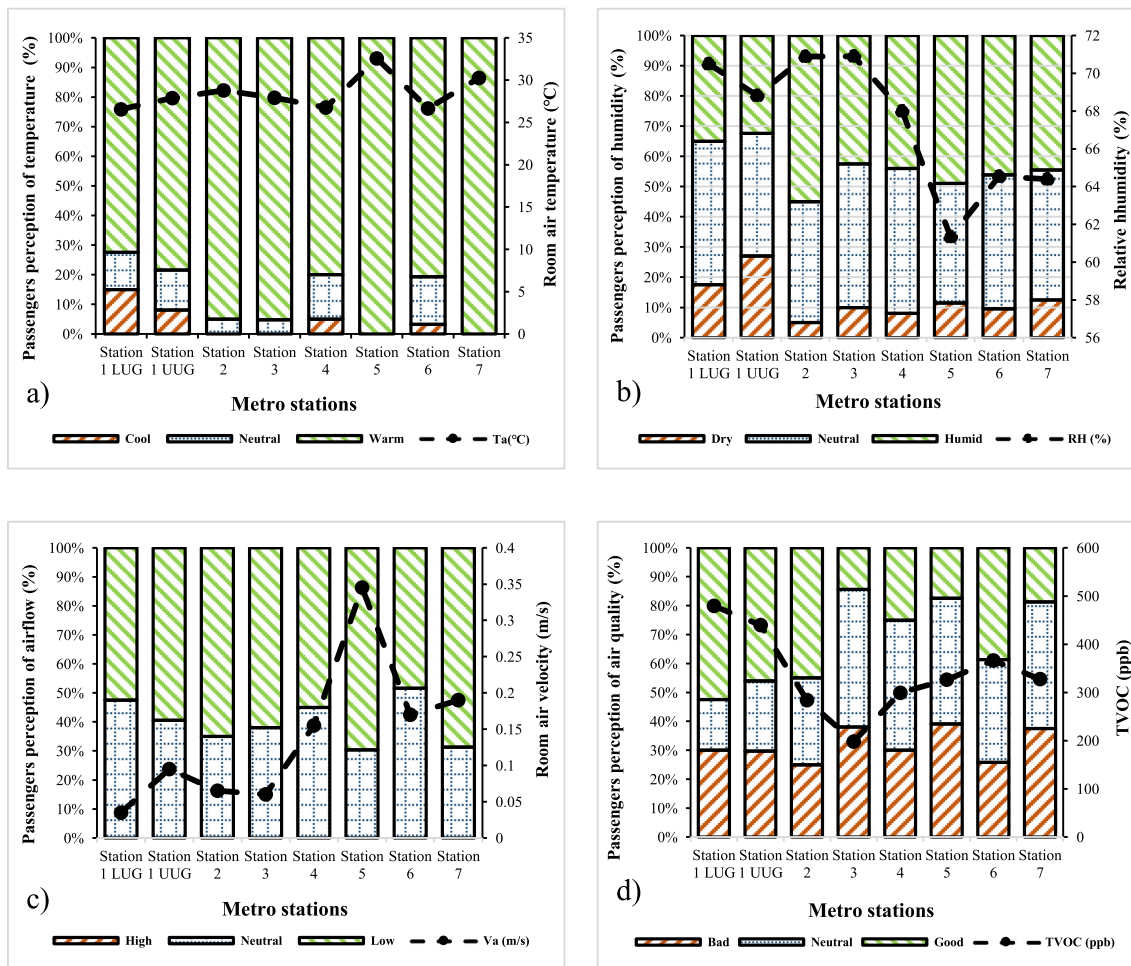 Passengers perception of temperature (%)
100%
90%
80%
70%
60%
50%
40%
30%
20%
10%
0%
35
30
25
20
15
10
5
0
Room air temperature (℃)
Station 1 LUG
Station 1 UUG
Station 2
Station 3
Station 4
Station 5
Station 6
Station 7
a)
Metro stations
Cool Neutral Warm Ta(℃)
Passengers perception of humidity (%)
100%
90%
80%
70%
60%
50%
40%
30%
20%
10%
0%
72
70
68
66
64
62
60
58
56
Relative hhumidity (%)
Station 1 LUG
Station 1 UUG
Station 2
Station 3
Station 4
Station 5
Station 6
Station 7
b)
Metro stations
Dry Neutral Humid RH (%)
Passengers perception of airflow (%)
100%
90%
80%
70%
60%
50%
40%
30%
20%
10%
0%
0.4
0.35
0.3
0.25
0.2
0.15
0.1
0.05
0
Room air velocity (m/s)
Station 1 LUG
Station 1 UUG
Station 2
Station 3
Station 4
Station 5
Station 6
Station 7
c)
Metro stations
High Neutral Low Va (m/s)
Passengers perception of air quality (%)
100%
90%
80%
70%
60%
50%
40%
30%
20%
10%
0%
600
500
400
300
200
100
0
TVOC (ppb)
Station 1 LUG
Station 1 UUG
Station 2
Station 3
Station 4
Station 5
Station 6
Station 7
d)
Metro stations
Bad Neutral Good TVOC (ppb)